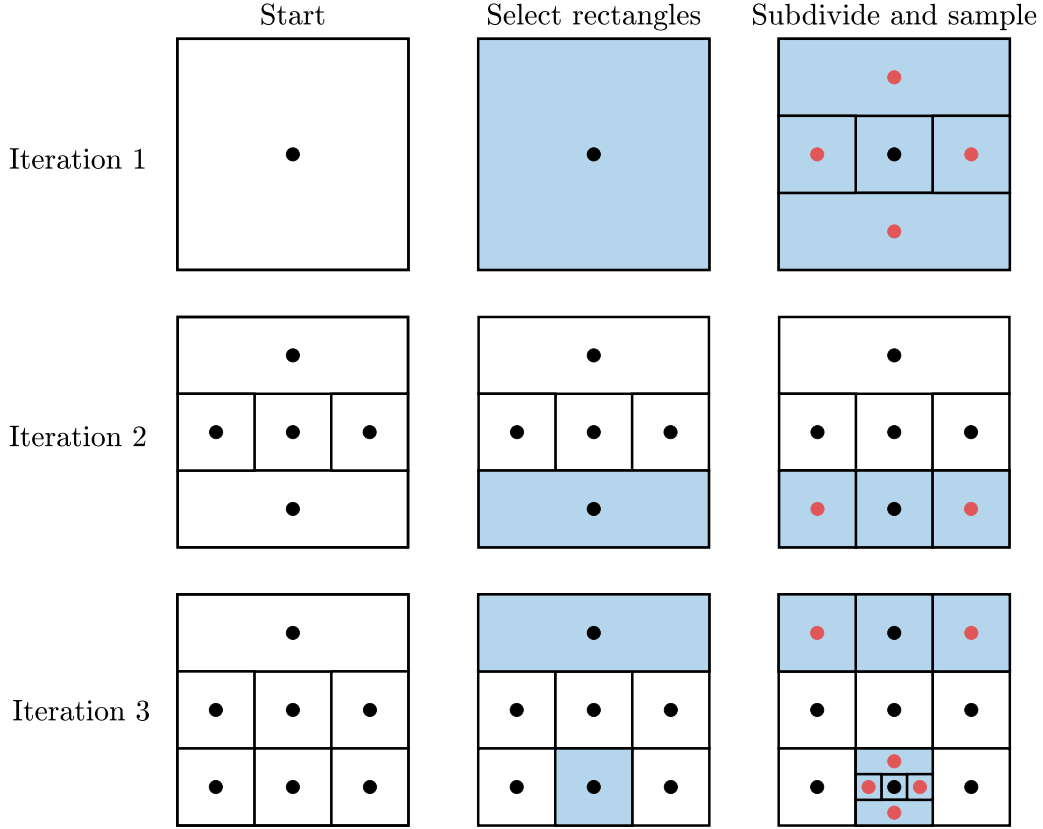 Start
Select rectangles
Subdivide and sample
Iteration 1
Iteration 2
Iteration 3